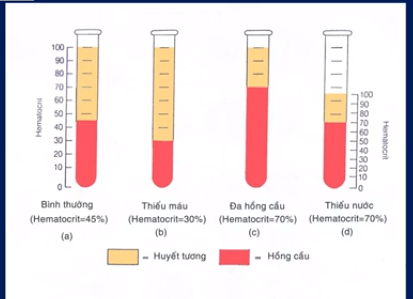 Hematocrit
100
90
80
70
60
50
40
30
20
10
0
100
90
80
70
60
50
40
30
20
10
0
Hematocrit
Bình thường
(Hematocrit=45%)
(a)
Thiếu máu
(Hematocrit=30%)
(b)
Đa hồng cầu
(Hematocrit=70%)
(c)
Thiếu nước
(Hematocrit=70%)
(d)
= Huyết tương
= Hồng cầu